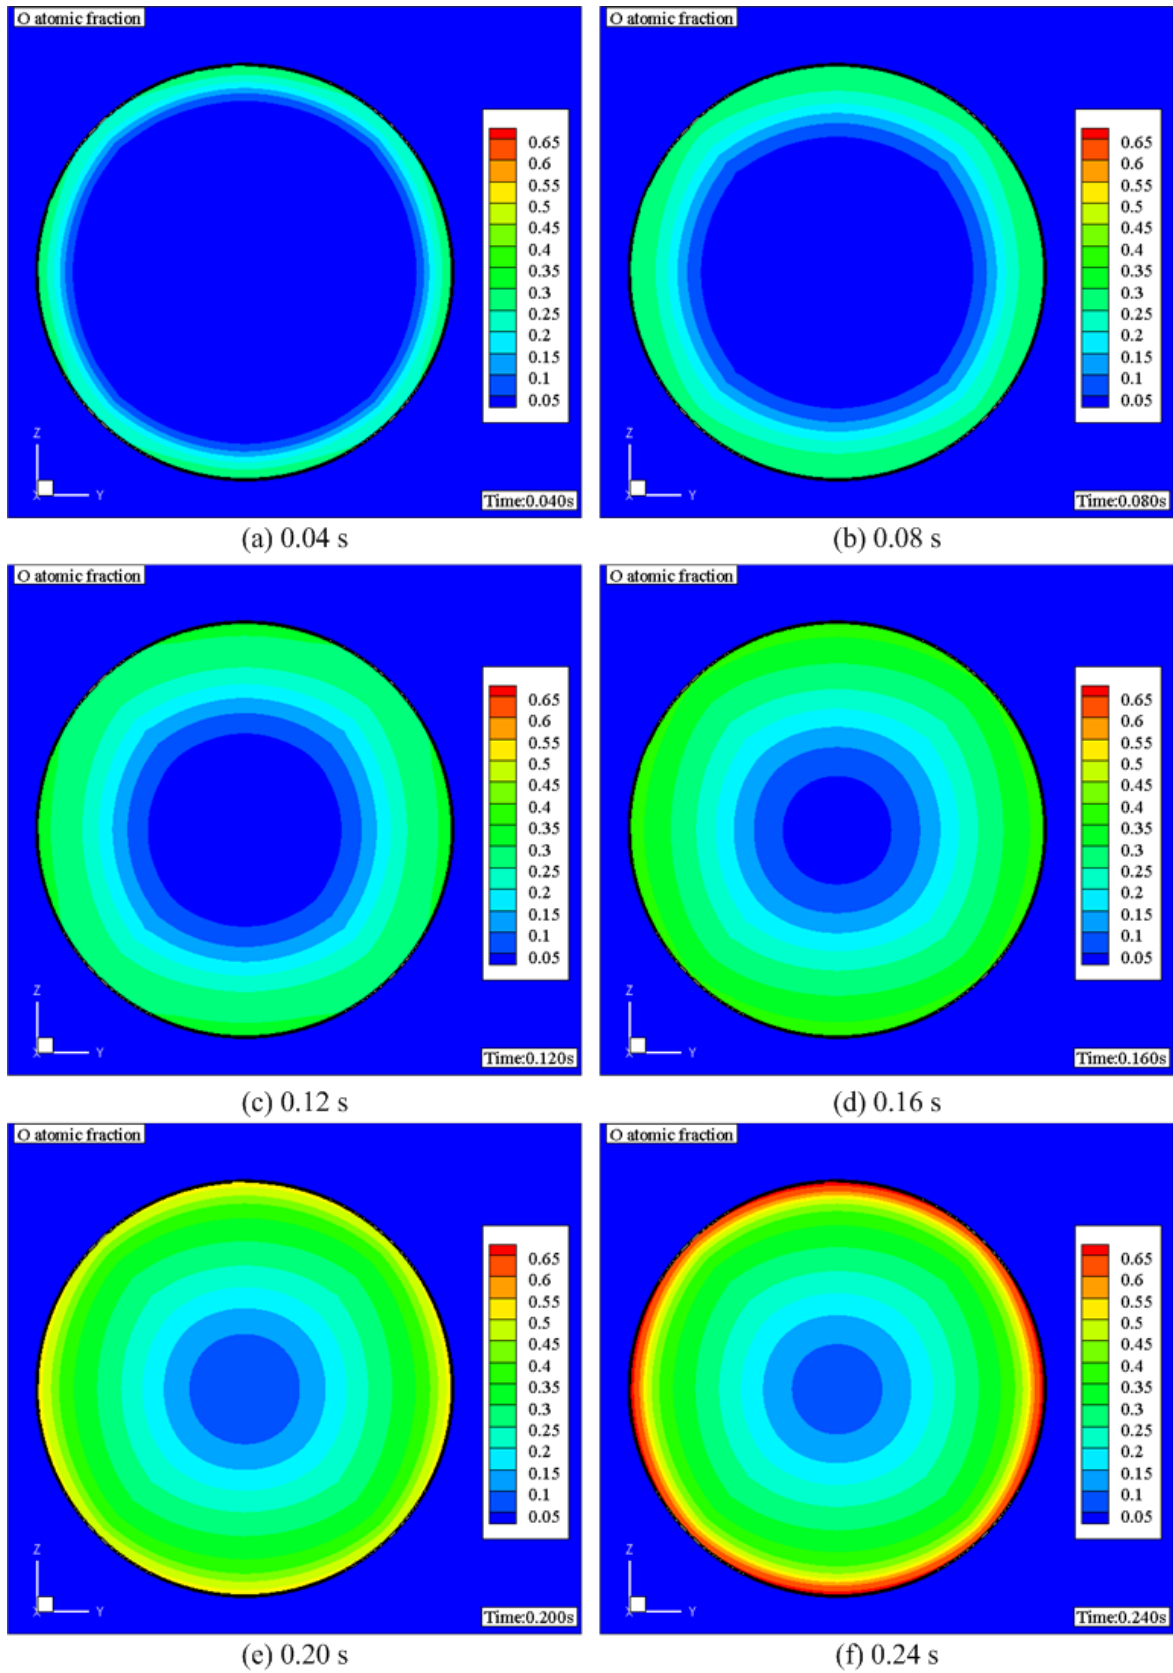 O atomic fraction
0.65
0.6
0.55
0.5
0.45
0.4
0.35
0.3
0.25
0.2
0.15
0.1
0.05
Z
X Y
Time:0.040s
(a) 0.04 s
O atomic fraction
0.65
0.6
0.55
0.5
0.45
0.4
0.35
0.3
0.25
0.2
0.15
0.1
0.05
Z
X Y
Time:0.080s
(b) 0.08 s
O atomic fraction
0.65
0.6
0.55
0.5
0.45
0.4
0.35
0.3
0.25
0.2
0.15
0.1
0.05
Z
X Y
Time:0.120s
(c) 0.12 s
O atomic fraction
0.65
0.6
0.55
0.5
0.45
0.4
0.35
0.3
0.25
0.2
0.15
0.1
0.05
Z
X Y
Time:0.160s
(d) 0.16 s
O atomic fraction
0.65
0.6
0.55
0.5
0.45
0.4
0.35
0.3
0.25
0.2
0.15
0.1
0.05
Z
X Y
Time:0.200s
(e) 0.20 s
O atomic fraction
0.65
0.6
0.55
0.5
0.45
0.4
0.35
0.3
0.25
0.2
0.15
0.1
0.05
Z
X Y
Time:0.240s
(f) 0.24 s